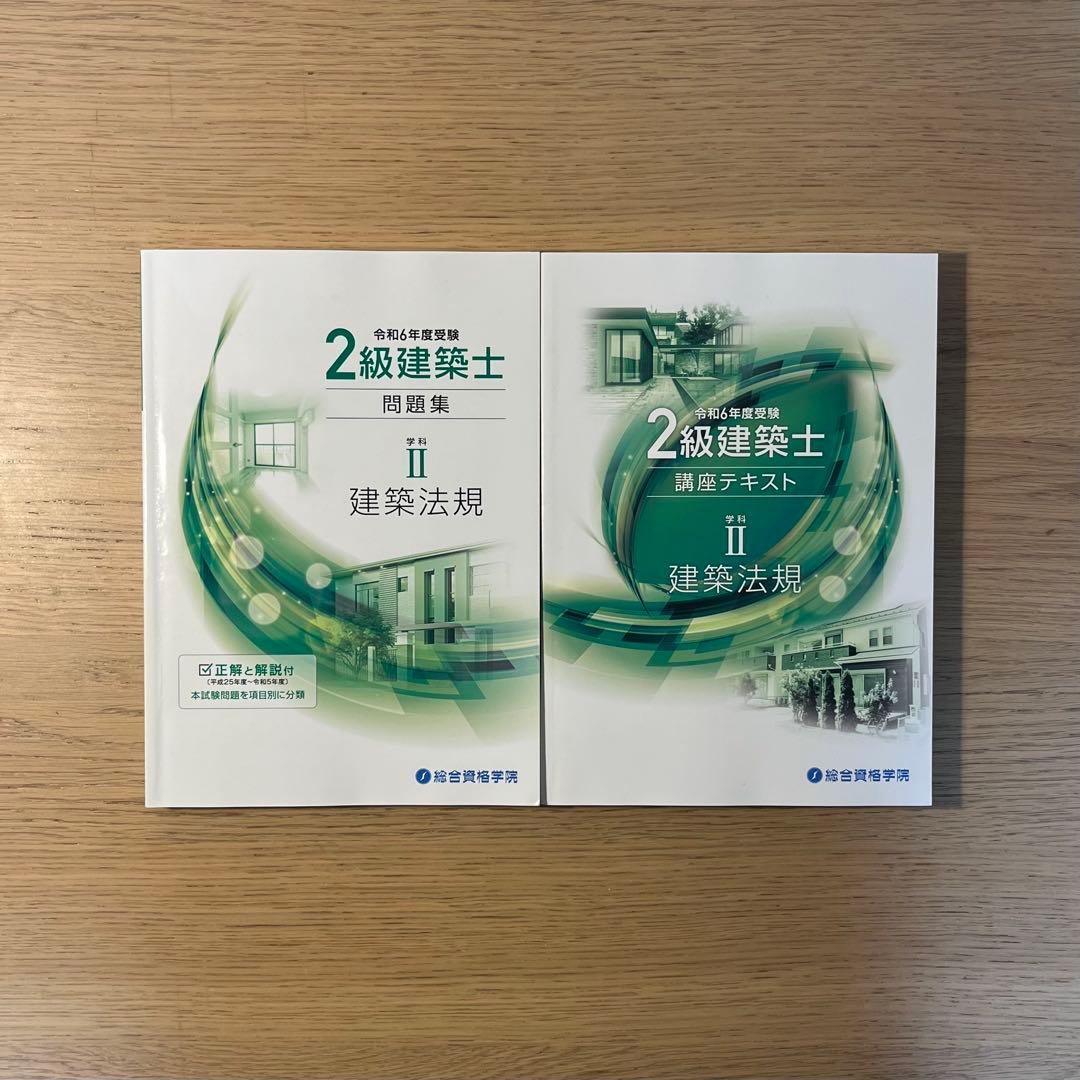 令和6年度受験
2級建築士
問題集
学科
II
建築法規
正解と解説付
(平成25年度~令和5年度)
本試験問題を項目別に分類
総合資格学院
令和6年度受験
2級建築士
講座テキスト
学科
II
建築法規
総合資格学院